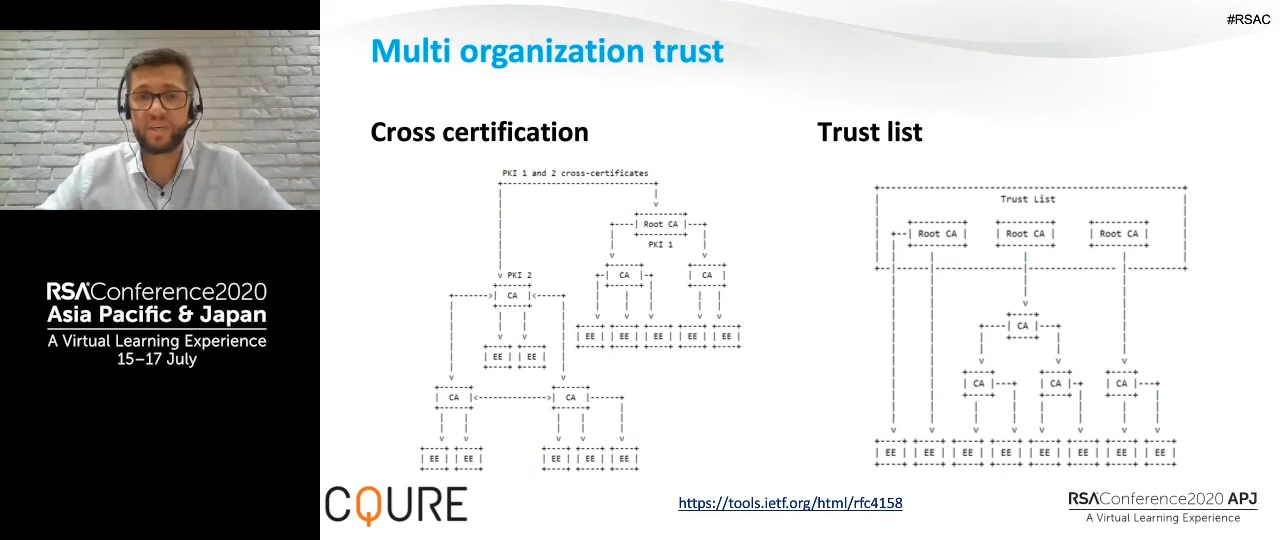 #RSAC
Multi organization trust
Cross certification
Trust list
PKI 1 and 2 cross-certificates
Root CA
PKI 1
CA
CA
PKI 2
CA
EE EE EE EE EE
EE EE
CA
CA
EE EE
EE EE EE
Trust List
Root CA Root CA Root CA
CA
CA CA CA
EE EE EE EE EE EE EE EE
RSAConference2020
Asia Pacific & Japan
A Virtual Learning Experience
15–17 July
CQURE
https://tools.ietf.org/html/rfc4158
RSAConference2020 APJ
A Virtual Learning Experience